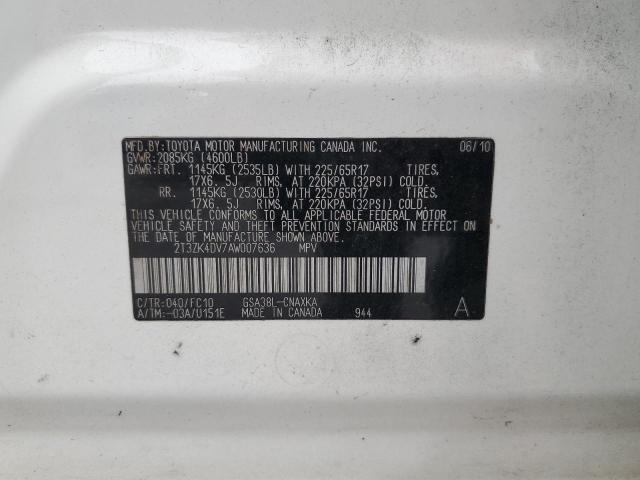 MFD.BY:TOYOTA MOTOR MANUFACTURING CANADA INC. 06/10
GVWR:2085KG (4600LB)
GAWR:FRT. 1145KG (2535LB) WITH 225/65R17 TIRES,
17X6.5J RIMS, AT 220KPA (32PSI) COLD,
RR. 1145KG (2530LB) WITH 225/65R17 TIRES,
17X6.5J RIMS, AT 220KPA (32PSI) COLD.
THIS VEHICLE CONFORMS TO ALL APPLICABLE FEDERAL MOTOR
VEHICLE SAFETY AND THEFT PREVENTION STANDARDS IN EFFECT
ON THE DATE OF MANUFACTURE SHOWN ABOVE.
2T3ZK4DV7AW007636 MPV
C/TR:040/FC10 GSA38L-CNAXKA
A/TM:-03A/U151E MADE IN CANADA 944 A